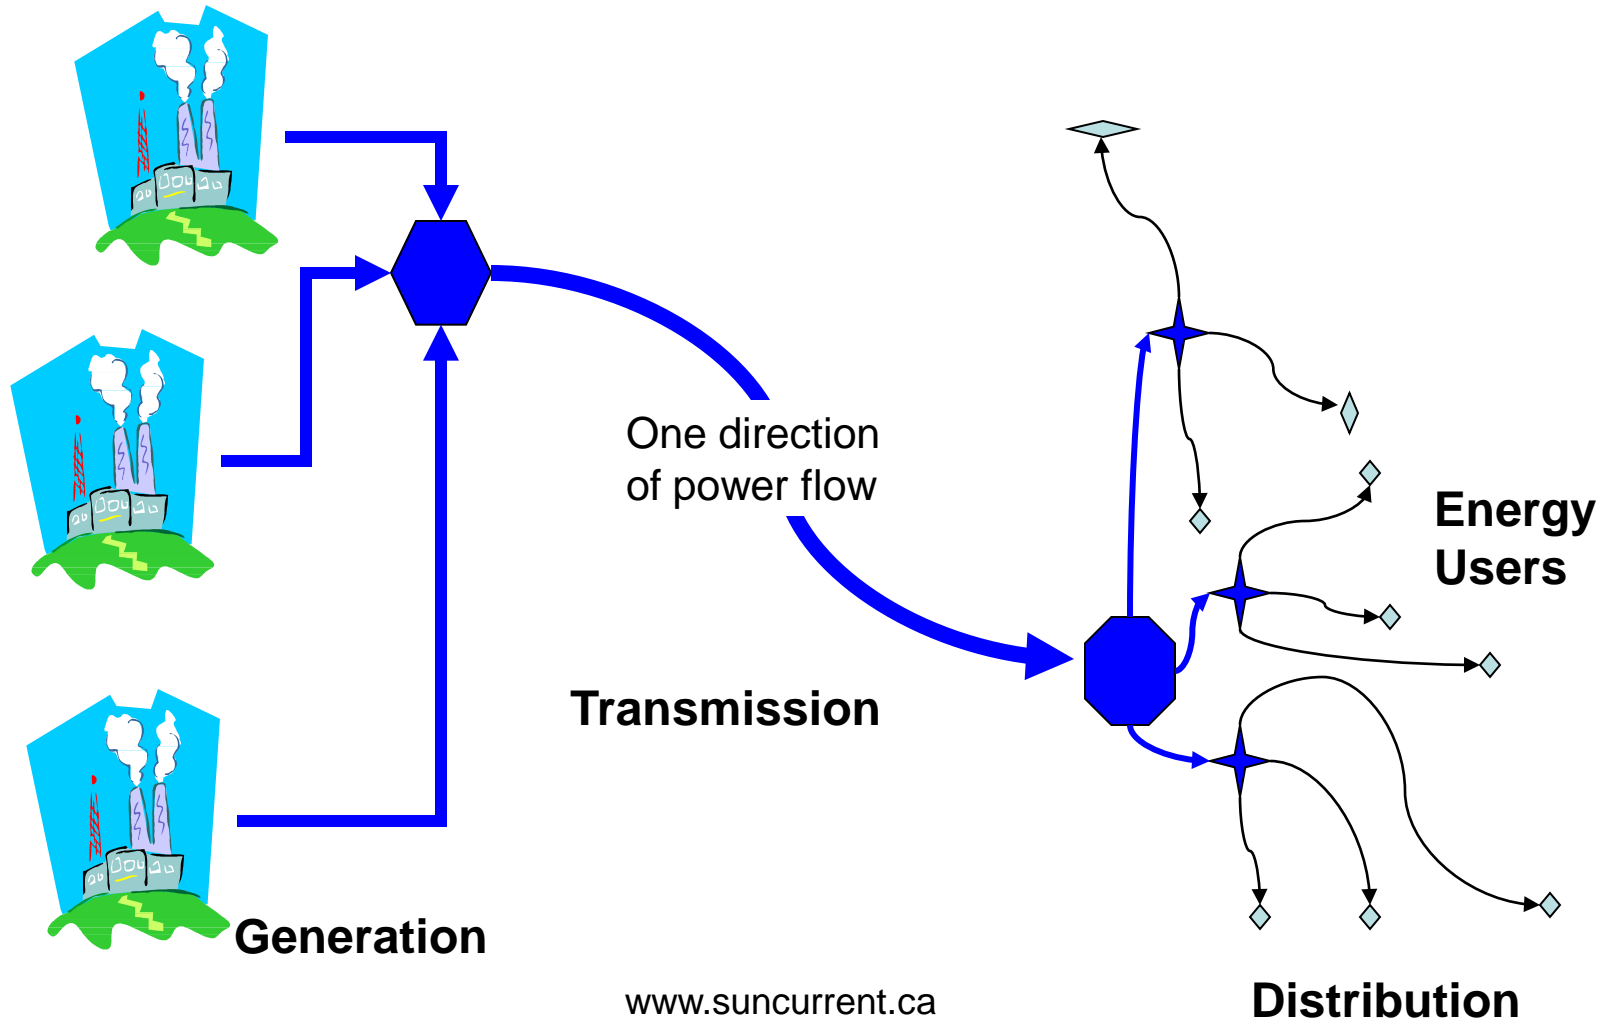 One direction
of power flow
Energy
Users
Transmission
Generation
www.suncurrent.ca
Distribution